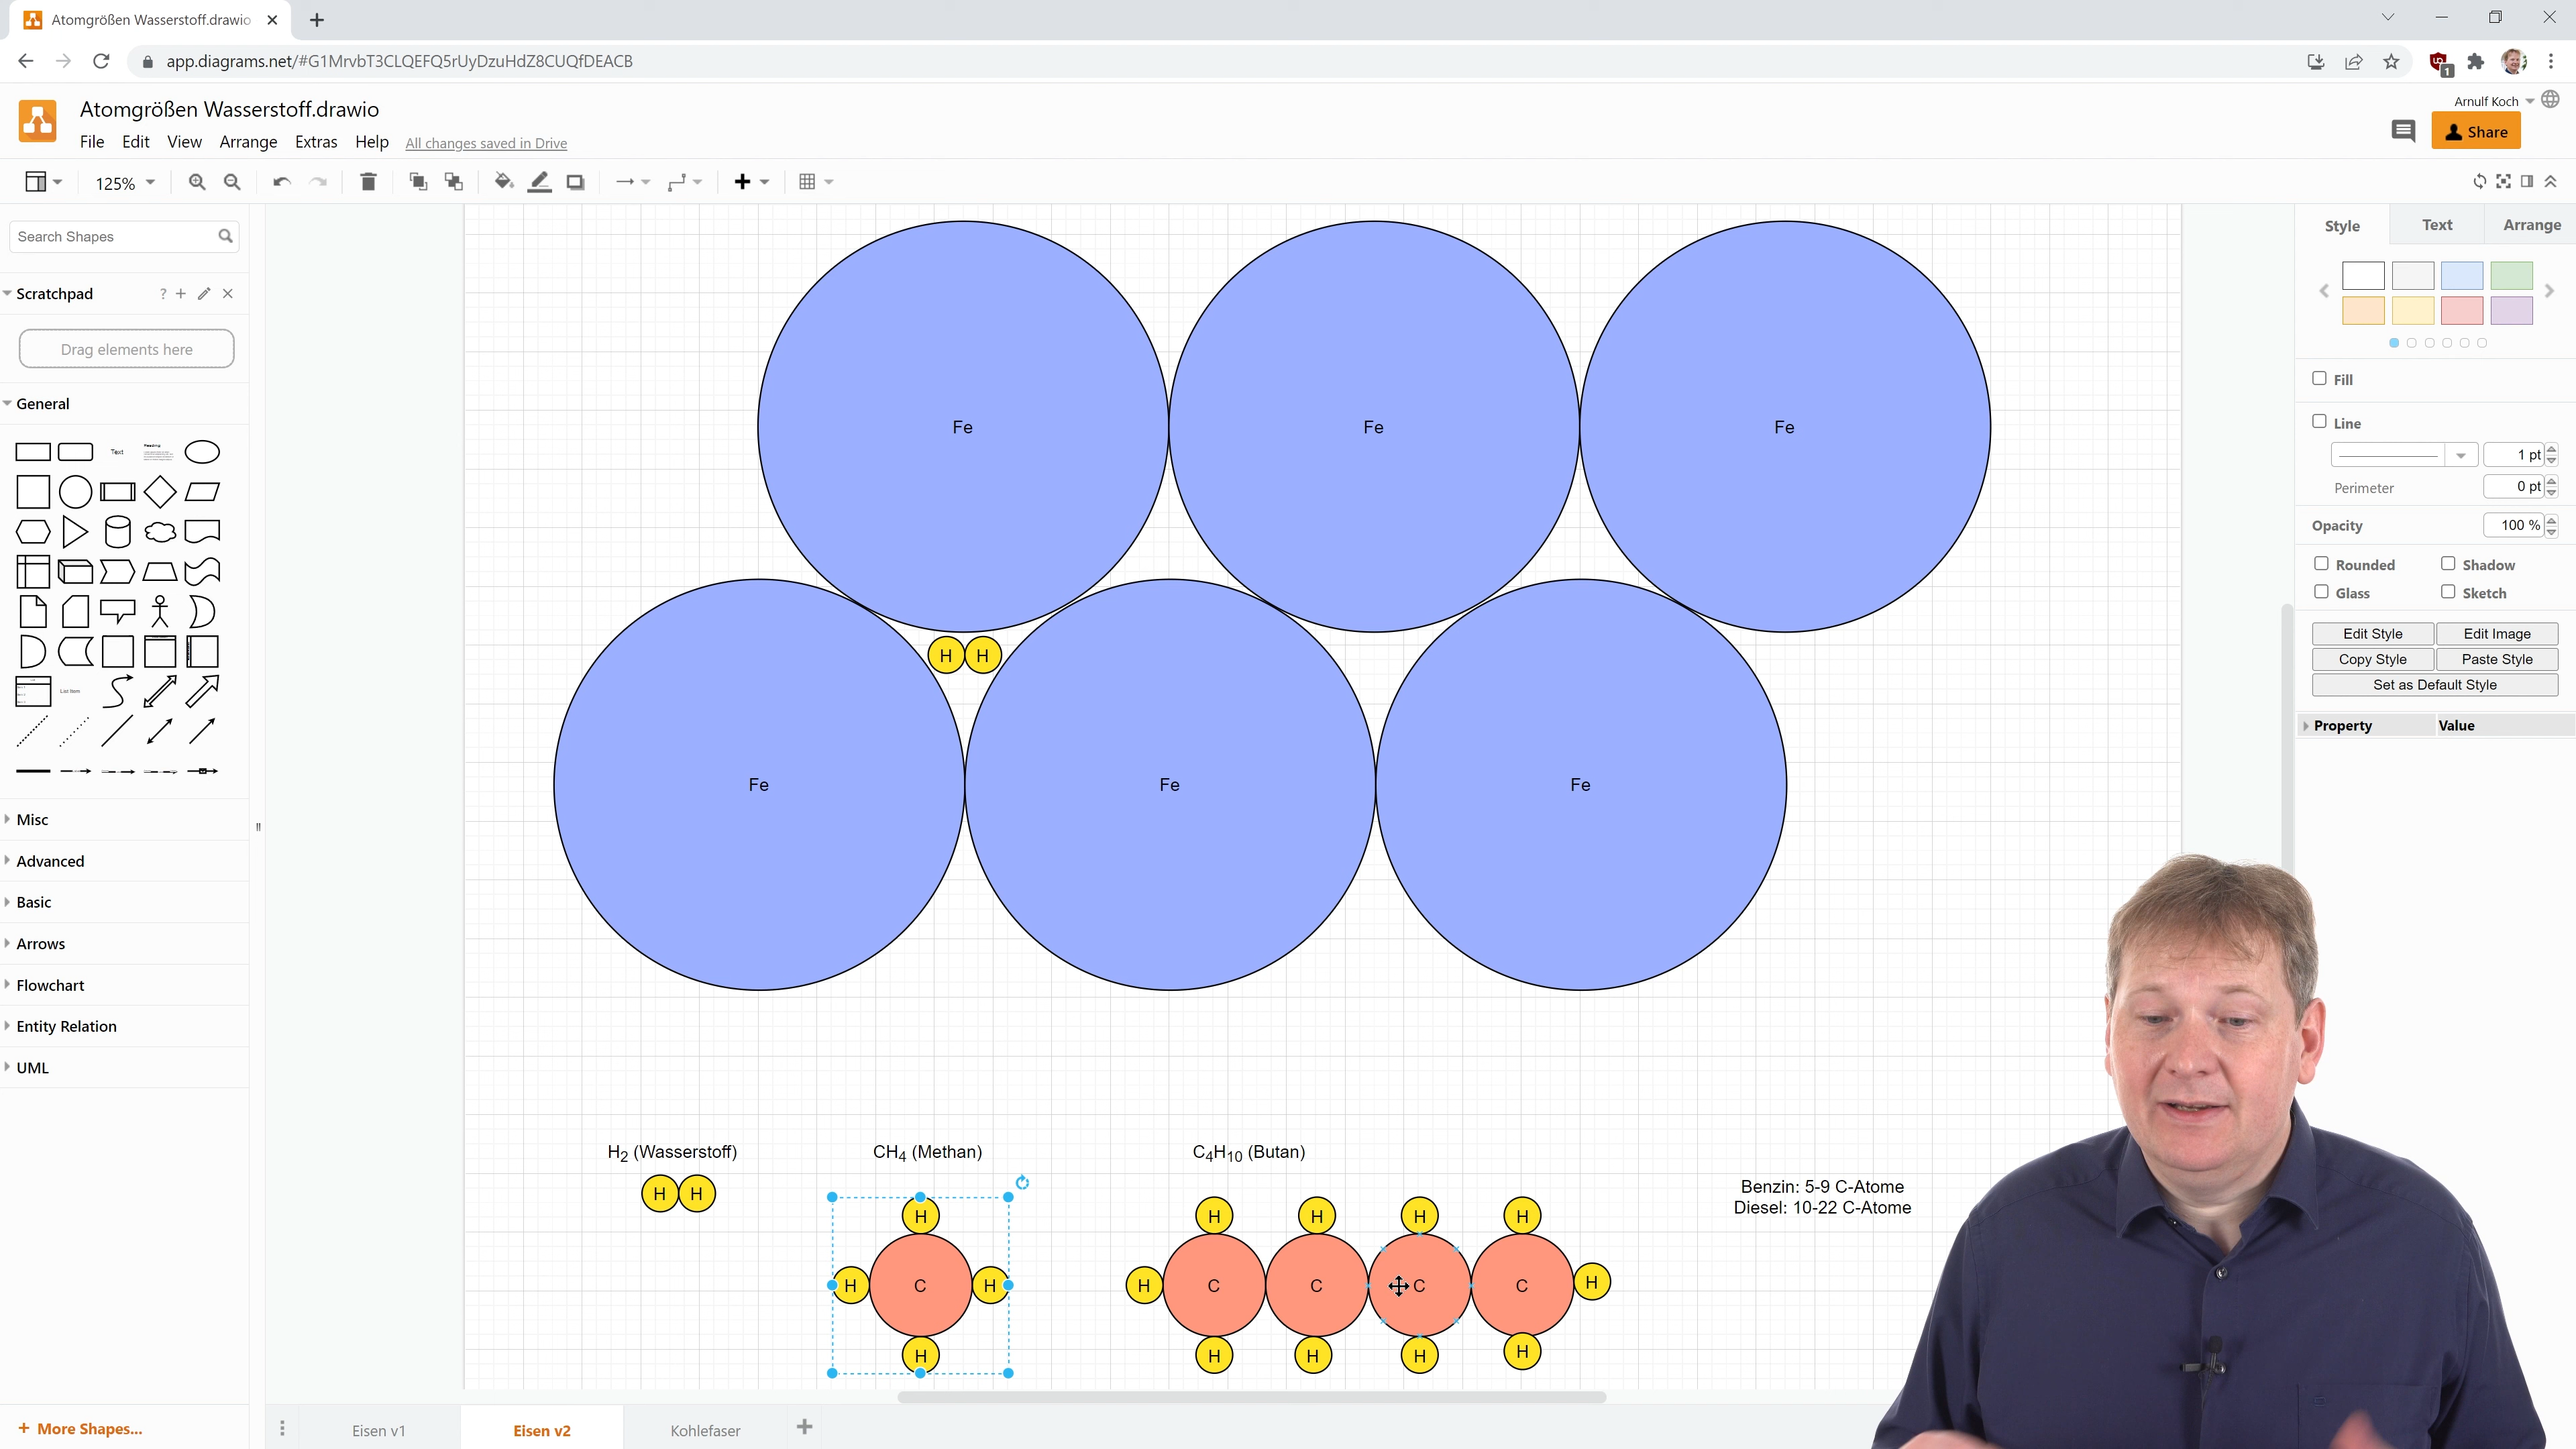 Atomgrößen Wasserstoff.drawio
app.diagrams.net/#G1MrvbT3CLQEFQ5rUyDzuHdZ8CUQfDEACB
1
Atomgrößen Wasserstoff.drawio
Arnulf Koch
File Edit View Arrange Extras Help All changes saved in Drive
Share
125%
Search Shapes
Scratchpad
?
Drag elements here
General
Text
Heading
List Item
Misc
Advanced
Basic
Arrows
Flowchart
Entity Relation
UML
+ More Shapes...
Fe Fe Fe
H H
Fe Fe Fe
H2 (Wasserstoff) CH4 (Methan) C4H10 (Butan)
Benzin: 5-9 C-Atome
Diesel: 10-22 C-Atome
H H
H H H H H
H C H H C C C C H
H H H H H
Eisen v1 Eisen v2 Kohlefaser
Style Text Arrange
Fill
Line
1 pt
Perimeter 0 pt
Opacity 100 %
Rounded Shadow
Glass Sketch
Edit Style Edit Image
Copy Style Paste Style
Set as Default Style
Property Value